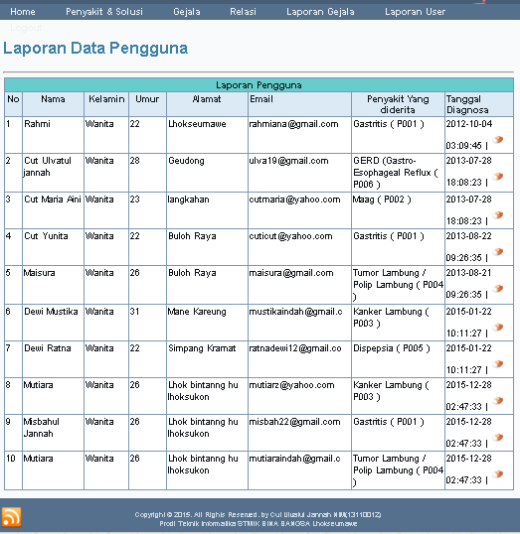 Home Penyakit & Solusi Gejala Relasi Laporan Gejala Laporan User
Laporan Data Pengguna
Laporan Pengguna
No Nama Kelamin Umur Alamat Email Penyakit Yang diderita Tanggal Diagnosa
1 Rahmi Wanita 22 Lhokseumawe rahmiana@gmail.com Gastritis ( P001 ) 2012-10-04
03:09:45 |
2 Cut Ulvatul jannah Wanita 28 Geudong ulva19@gmail.com GERD (Gastro-Esophageal Reflux ( P006 ) 2013-07-28
18:08:23 |
3 Cut Maria Aini Wanita 23 langkahan cutmaria@yahoo.com Maag ( P002 ) 2013-07-28
18:08:23 |
4 Cut Yunita Wanita 22 Buloh Raya cuticut@yahoo.com Gastritis ( P001 ) 2013-08-22
09:26:35 |
5 Maisura Wanita 26 Buloh Raya maisura@gmail.com Tumor Lambung / Polip Lambung ( P004 ) 2013-08-21
09:26:35 |
6 Dewi Mustika Wanita 31 Mane Kareung mustikaindah@gmail.c Kanker Lambung ( P003 ) 2015-01-22
10:11:27 |
7 Dewi Ratna Wanita 22 Simpang Kramat ratnadewi12@gmail.co Dispepsia ( P005 ) 2015-01-22
10:11:27 |
8 Mutiara Wanita 26 Lhok bintanng hu lhoksukon mutiarz@yahoo.com Kanker Lambung ( P003 ) 2015-12-28
02:47:33 |
9 Misbahul Jannah Wanita 26 Lhok bintanng hu lhoksukon misbah22@gmail.com Gastritis ( P001 ) 2015-12-28
02:47:33 |
10 Mutiara Wanita 26 Lhok bintanng hu lhoksukon mutiaraindah@gmail.c Tumor Lambung / Polip Lambung ( P004 ) 2015-12-28
02:47:33 |
Copyright © 2015. All Rights Reserved. by Cut Jannah NIM(13110012)
Prodi Teknik Informatika STMIK BINA BANGSA Lhokseumawe